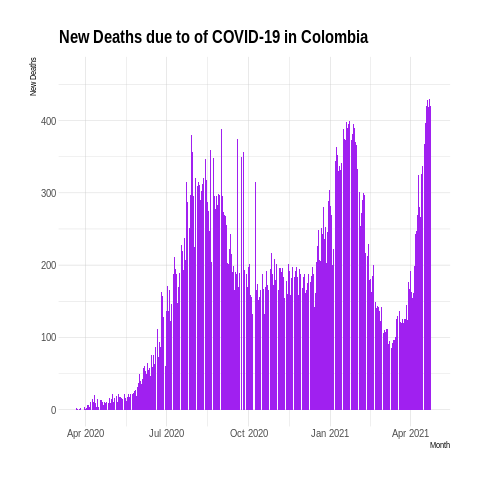 New Deaths due to of COVID-19 in Colombia
New Deaths
400
300
200
100
0
Apr 2020 Jul 2020 Oct 2020 Jan 2021 Apr 2021
Month